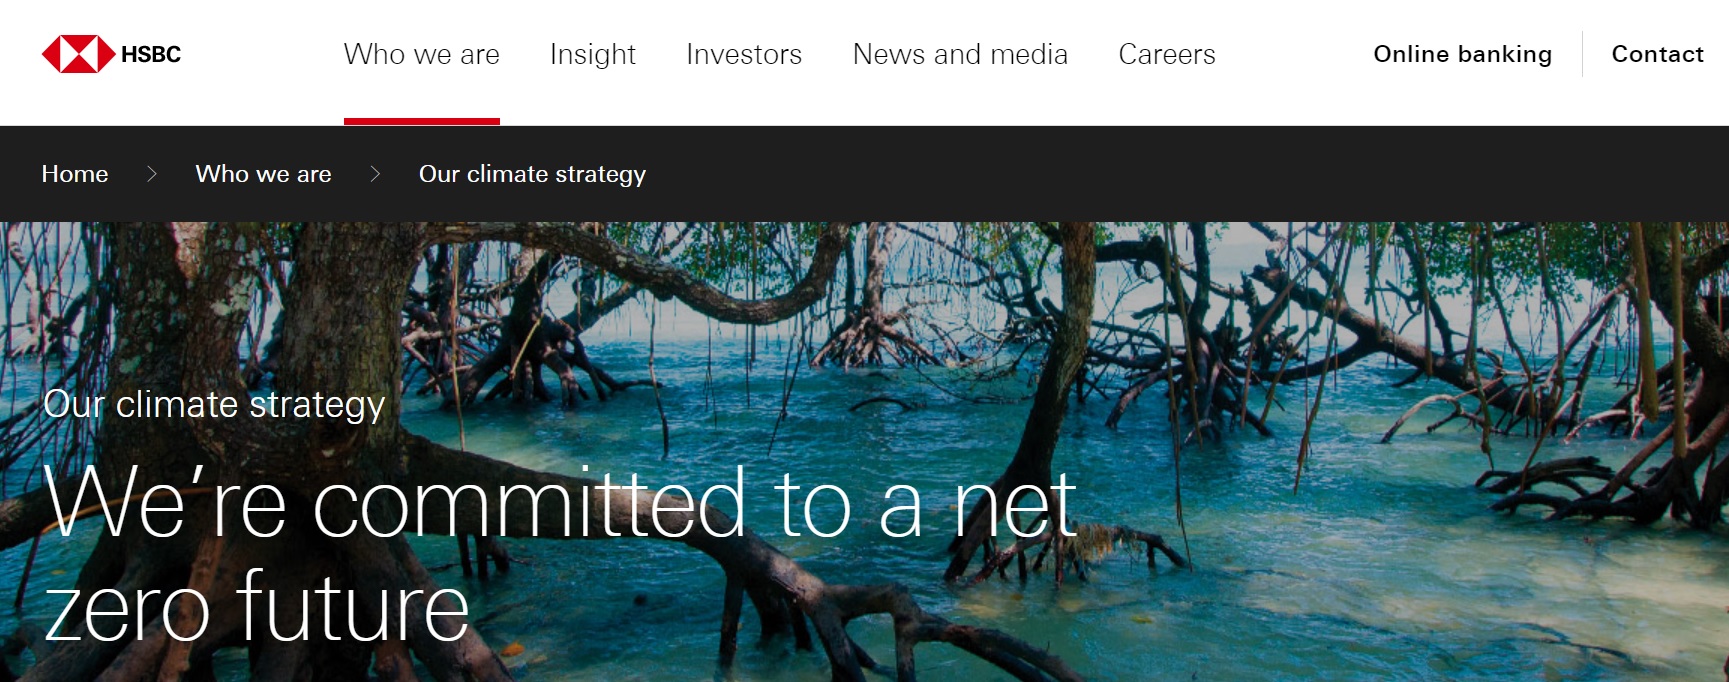 HSBC
Who we are
Insight
Investors
News and media
Careers
Online banking
Contact
Home
Who we are
Our climate strategy
Our climate strategy
We’re committed to a net
zero future